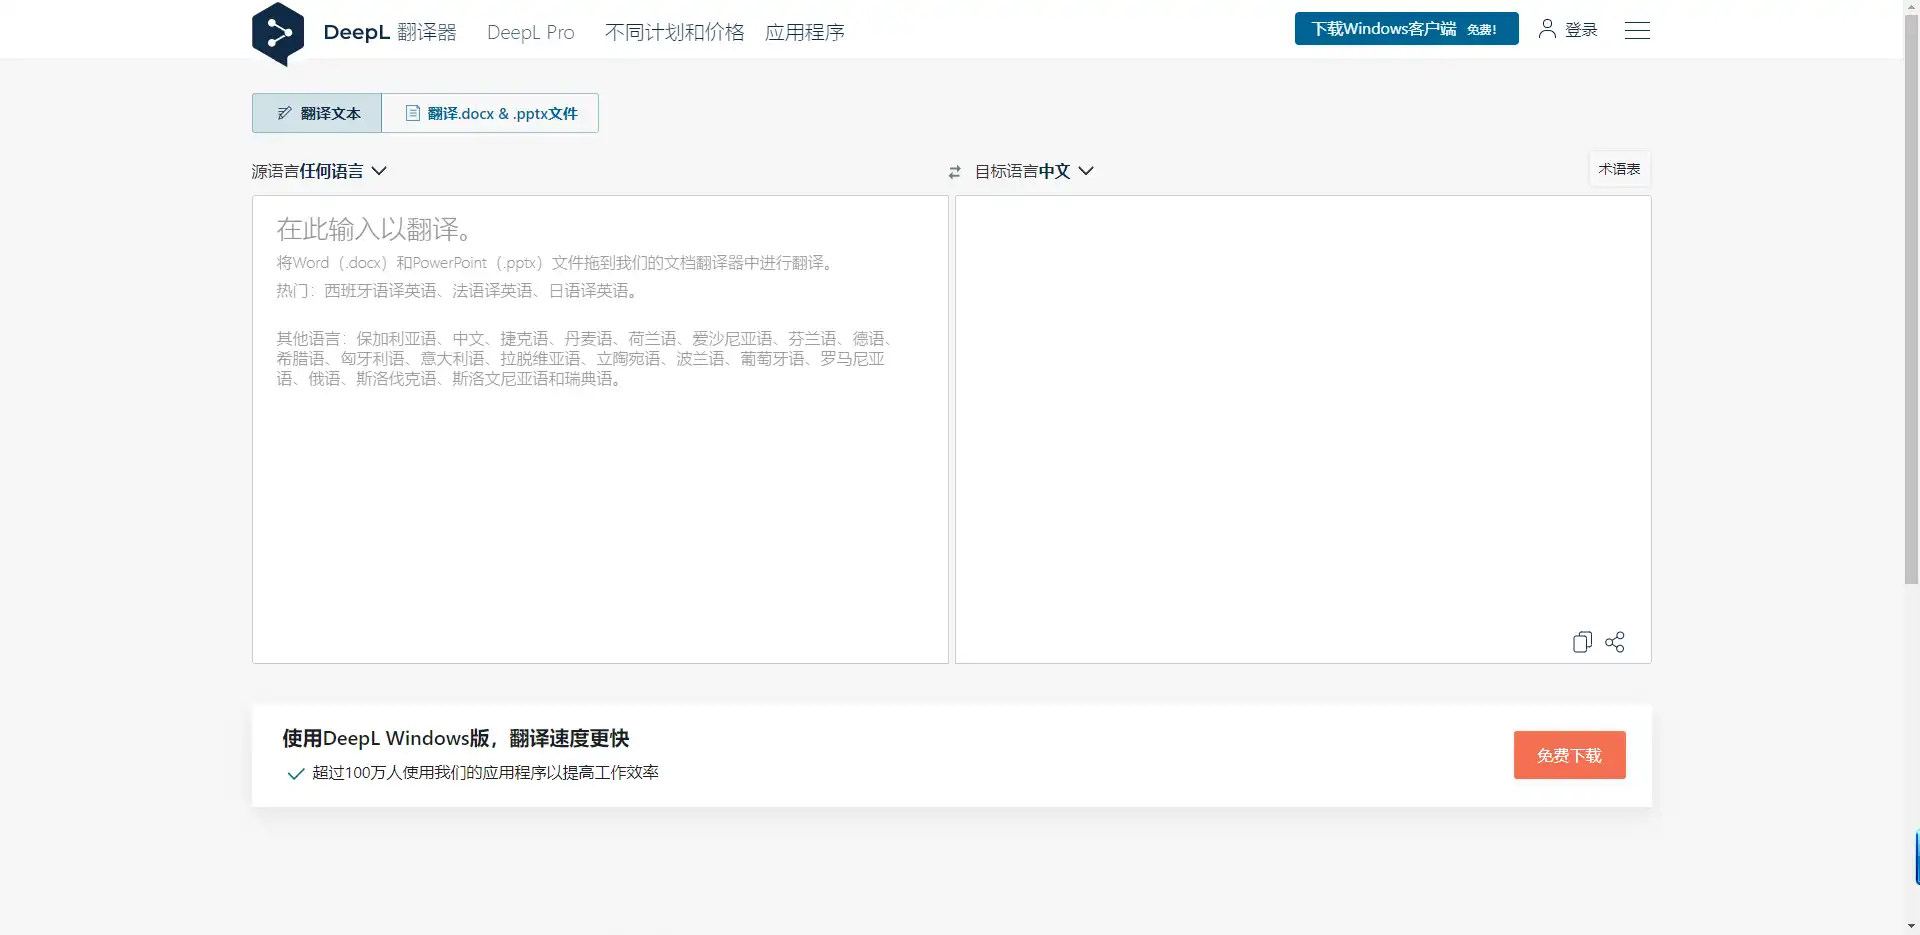 DeepL 翻译器 DeepL Pro 不同计划和价格 应用程序 下载Windows客户端 免费! 登录
翻译文本 翻译.docx & .pptx文件
源语言任何语言 目标语言中文 术语表
在此输入以翻译。
将Word（.docx）和PowerPoint（.pptx）文件拖到我们的文档翻译器中进行翻译。
热门：西班牙语译英语、法语译英语、日语译英语。
其他语言：保加利亚语、中文、捷克语、丹麦语、荷兰语、爱沙尼亚语、芬兰语、德语、
希腊语、匈牙利语、意大利语、拉脱维亚语、立陶宛语、波兰语、葡萄牙语、罗马尼亚
语、俄语、斯洛伐克语、斯洛文尼亚语和瑞典语。
使用DeepL Windows版，翻译速度更快
超过100万人使用我们的应用程序以提高工作效率
免费下载